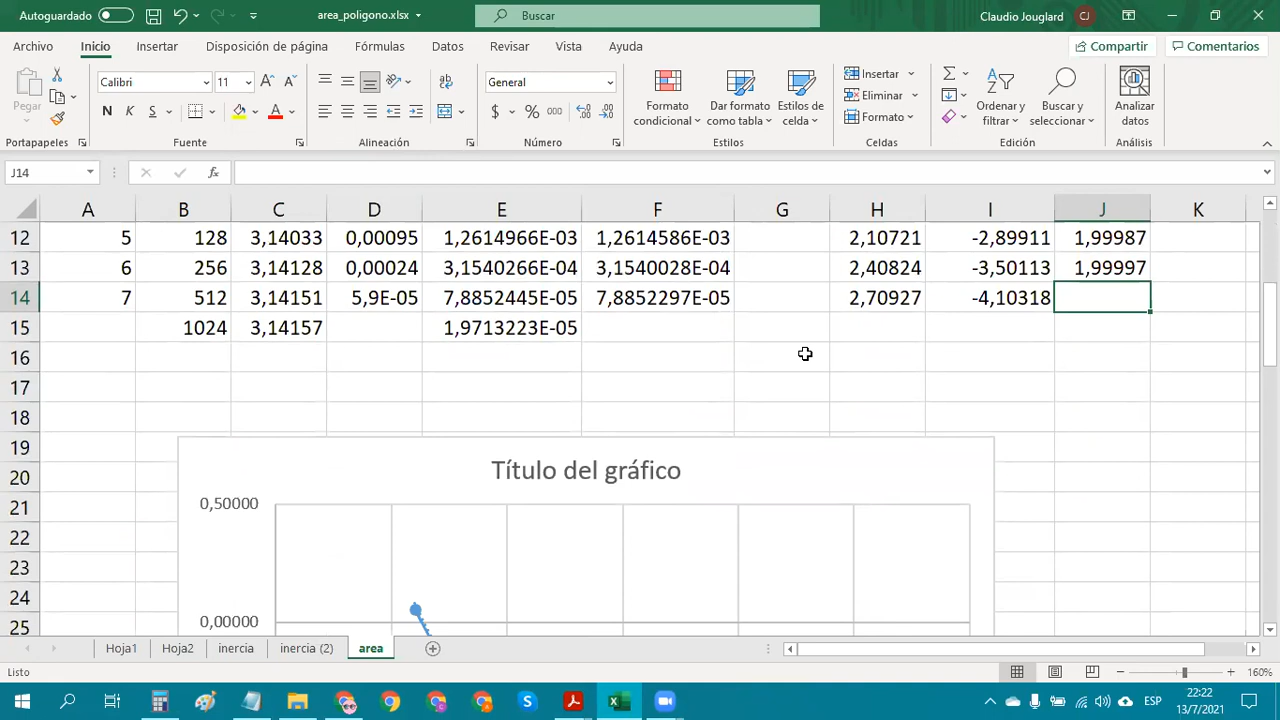 Autoguardado area_poligono.xlsx Buscar Claudio Jouglard CJ
Archivo Inicio Insertar Disposición de página Fórmulas Datos Revisar Vista Ayuda Compartir Comentarios
Pegar Calibri 11 General Formato condicional Dar formato como tabla Estilos de celda Insertar Eliminar Formato Ordenar y filtrar Buscar y seleccionar Analizar datos
N K S $ % 000
Portapapeles Fuente Alineación Número Estilos Celdas Edición Análisis
J14 fx
A B C D E F G H I J K
12 5 128 3,14033 0,00095 1,2614966E-03 1,2614586E-03 2,10721 -2,89911 1,99987
13 6 256 3,14128 0,00024 3,1540266E-04 3,1540028E-04 2,40824 -3,50113 1,99997
14 7 512 3,14151 5,9E-05 7,8852445E-05 7,8852297E-05 2,70927 -4,10318
15 1024 3,14157 1,9713223E-05
16
17
18
19
20
21
22
23
24
25
Título del gráfico
0,50000
0,00000
Hoja1 Hoja2 inercia inercia (2) area
Listo 160%
ESP 22:22
13/7/2021